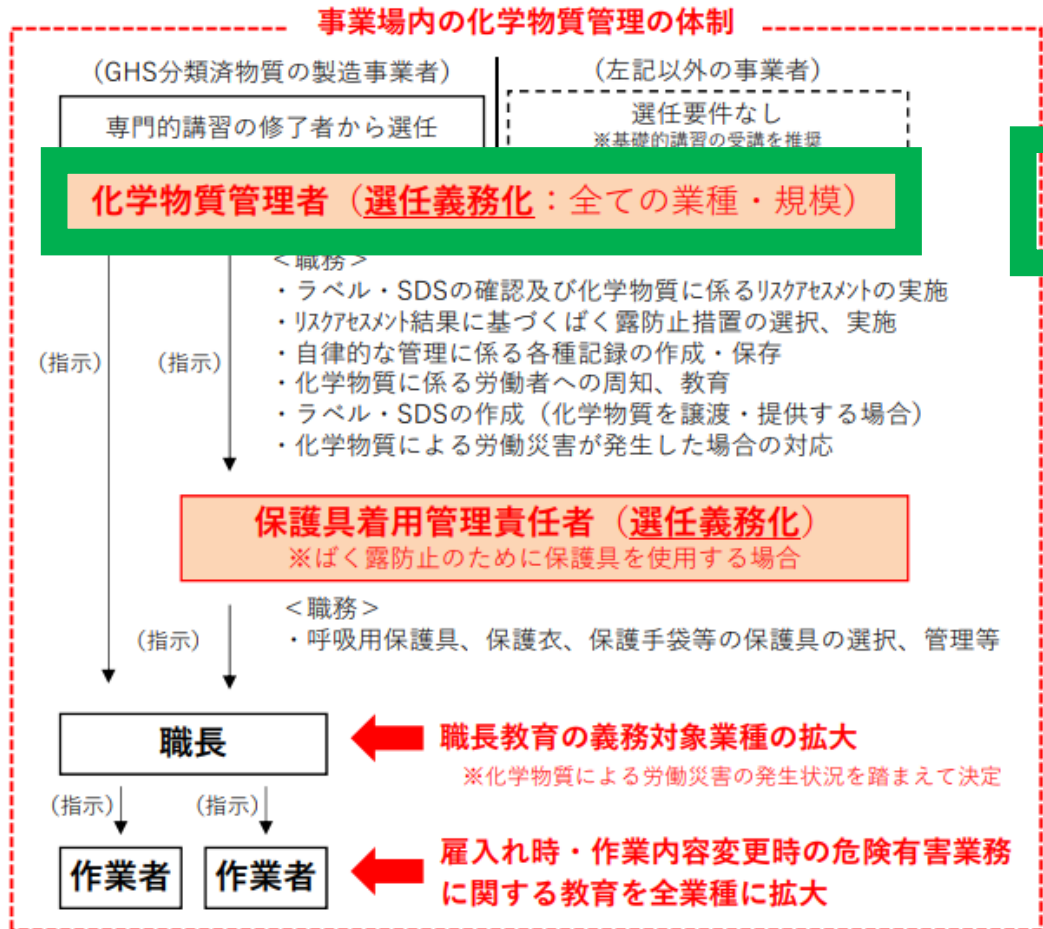 事業場内の化学物質管理の体制
（GHS分類済物質の製造事業者）
（左記以外の事業者）
専門的講習の修了者から選任
選任要件なし
※基礎的講習の受講を推奨
化学物質管理者（選任義務化：全ての業種・規模）
＜職務＞
・ラベル・SDSの確認及び化学物質に係るﾘｽｸｱｾｽﾒﾝﾄの実施
・ﾘｽｸｱｾｽﾒﾝﾄ結果に基づくばく露防止措置の選択、実施
・自律的な管理に係る各種記録の作成・保存
・化学物質に係る労働者への周知、教育
・ラベル・SDSの作成（化学物質を譲渡・提供する場合）
・化学物質による労働災害が発生した場合の対応
（指示）
（指示）
保護具着用管理責任者（選任義務化）
※ばく露防止のために保護具を使用する場合
＜職務＞
・呼吸用保護具、保護衣、保護手袋等の保護具の選択、管理等
（指示）
職長
職長教育の義務対象業種の拡大
※化学物質による労働災害の発生状況を踏まえて決定
（指示）
（指示）
作業者
作業者
雇入れ時・作業内容変更時の危険有害業務
に関する教育を全業種に拡大